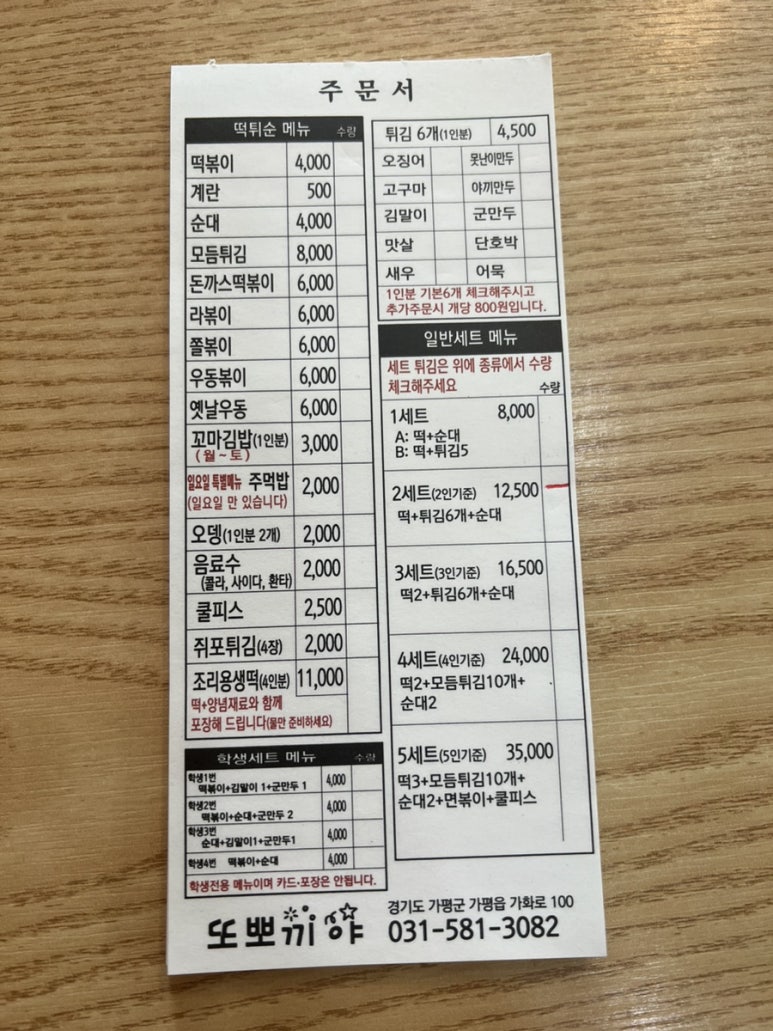 주문서
떡튀순 메뉴 수량
떡볶이 4,000
계란 500
순대 4,000
모듬튀김 8,000
돈까스떡볶이 6,000
라볶이 6,000
쫄볶이 6,000
우동볶이 6,000
옛날우동 6,000
꼬마김밥(1인분) 3,000
(월~토)
일요일 특별메뉴 주먹밥 2,000
(일요일 만 있습니다)
오뎅(1인분 2개) 2,000
음료수 2,000
(콜라, 사이다, 환타)
쿨피스 2,500
쥐포튀김(4장) 2,000
조리용생떡(4인분) 11,000
떡+양념재료와 함께
포장해 드립니다(물만 준비하세요)
학생세트 메뉴 수량
학생1번 4,000
떡볶이+김말이 1+군만두 1
학생2번 4,000
떡볶이+순대+군만두 2
학생3번 4,000
순대+김말이1+군만두1
학생4번 떡볶이+순대 4,000
학생전용 메뉴이며 카드·포장은 안됩니다.
튀김 6개(1인분) 4,500
오징어 못난이만두
고구마 야끼만두
김말이 군만두
맛살 단호박
새우 어묵
1인분 기본6개 체크해주시고
추가주문시 개당 800원입니다.
일반세트 메뉴
세트 튀김은 위에 종류에서 수량
체크해주세요 수량
1세트 8,000
A: 떡+순대
B: 떡+튀김5
2세트(2인기준) 12,500
떡+튀김6개+순대
3세트(3인기준) 16,500
떡2+튀김6개+순대
4세트(4인기준) 24,000
떡2+모듬튀김10개+
순대2
5세트(5인기준) 35,000
떡3+모듬튀김10개+
순대2+면볶이+쿨피스
경기도 가평군 가평읍 가화로 100
031-581-3082